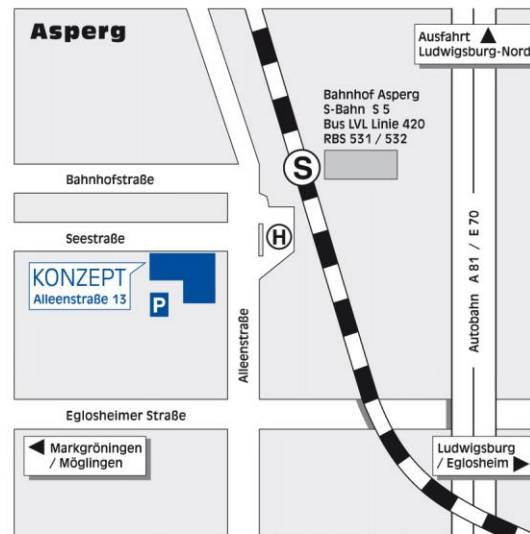 Asperg
Ausfahrt ▲
Ludwigsburg-Nord
Bahnhof Asperg
S-Bahn S 5
Bus LVL Linie 420
RBS 531 / 532
S
Bahnhofstraße
Seestraße
H
KONZEPT
Alleenstraße 13
P
Alleenstraße
Autobahn A 81 / E 70
Eglosheimer Straße
◀ Markgröningen
/ Möglingen
Ludwigsburg
/ Eglosheim ▶